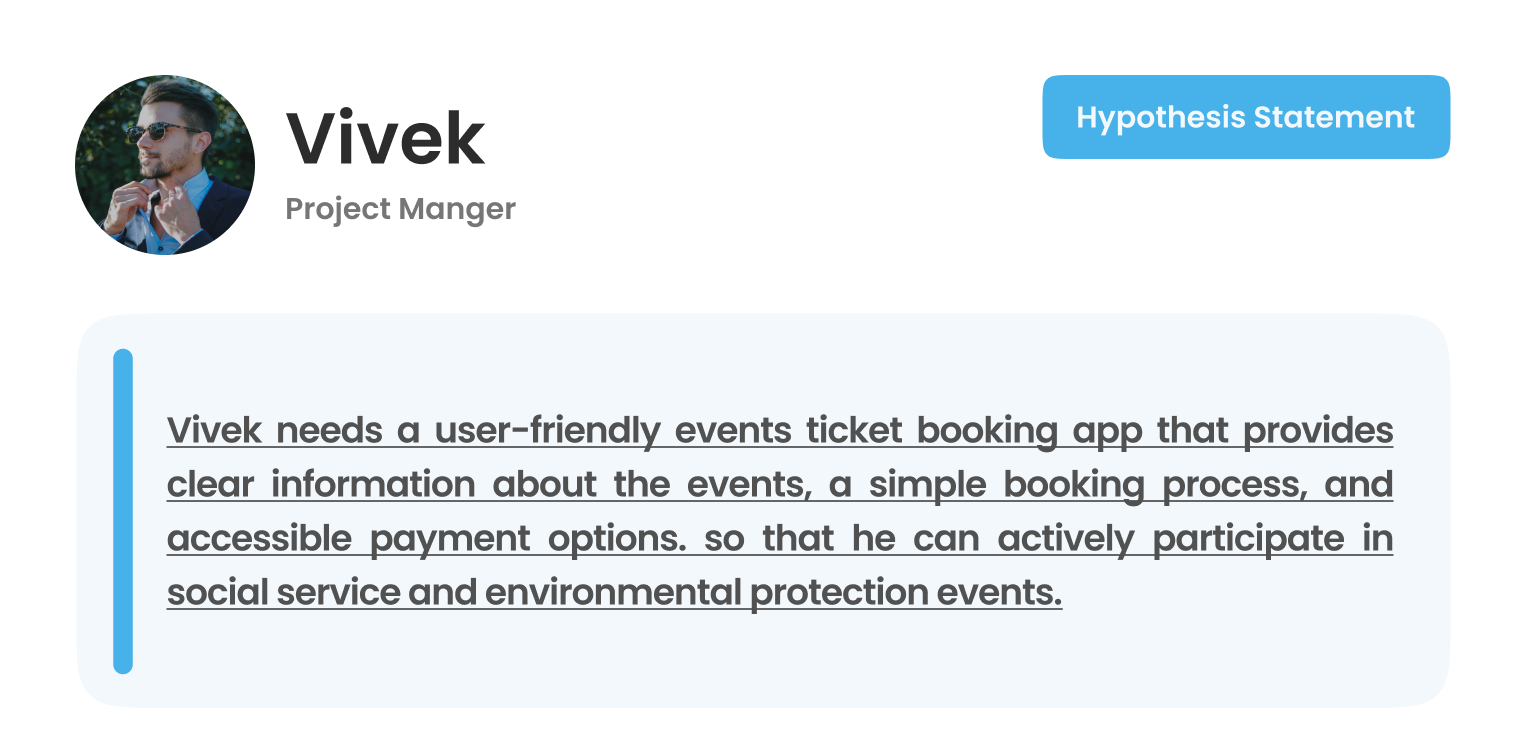 Vivek
Project Manger
Hypothesis Statement
Vivek needs a user-friendly events ticket booking app that provides
clear information about the events, a simple booking process, and
accessible payment options. so that he can actively participate in
social service and environmental protection events.